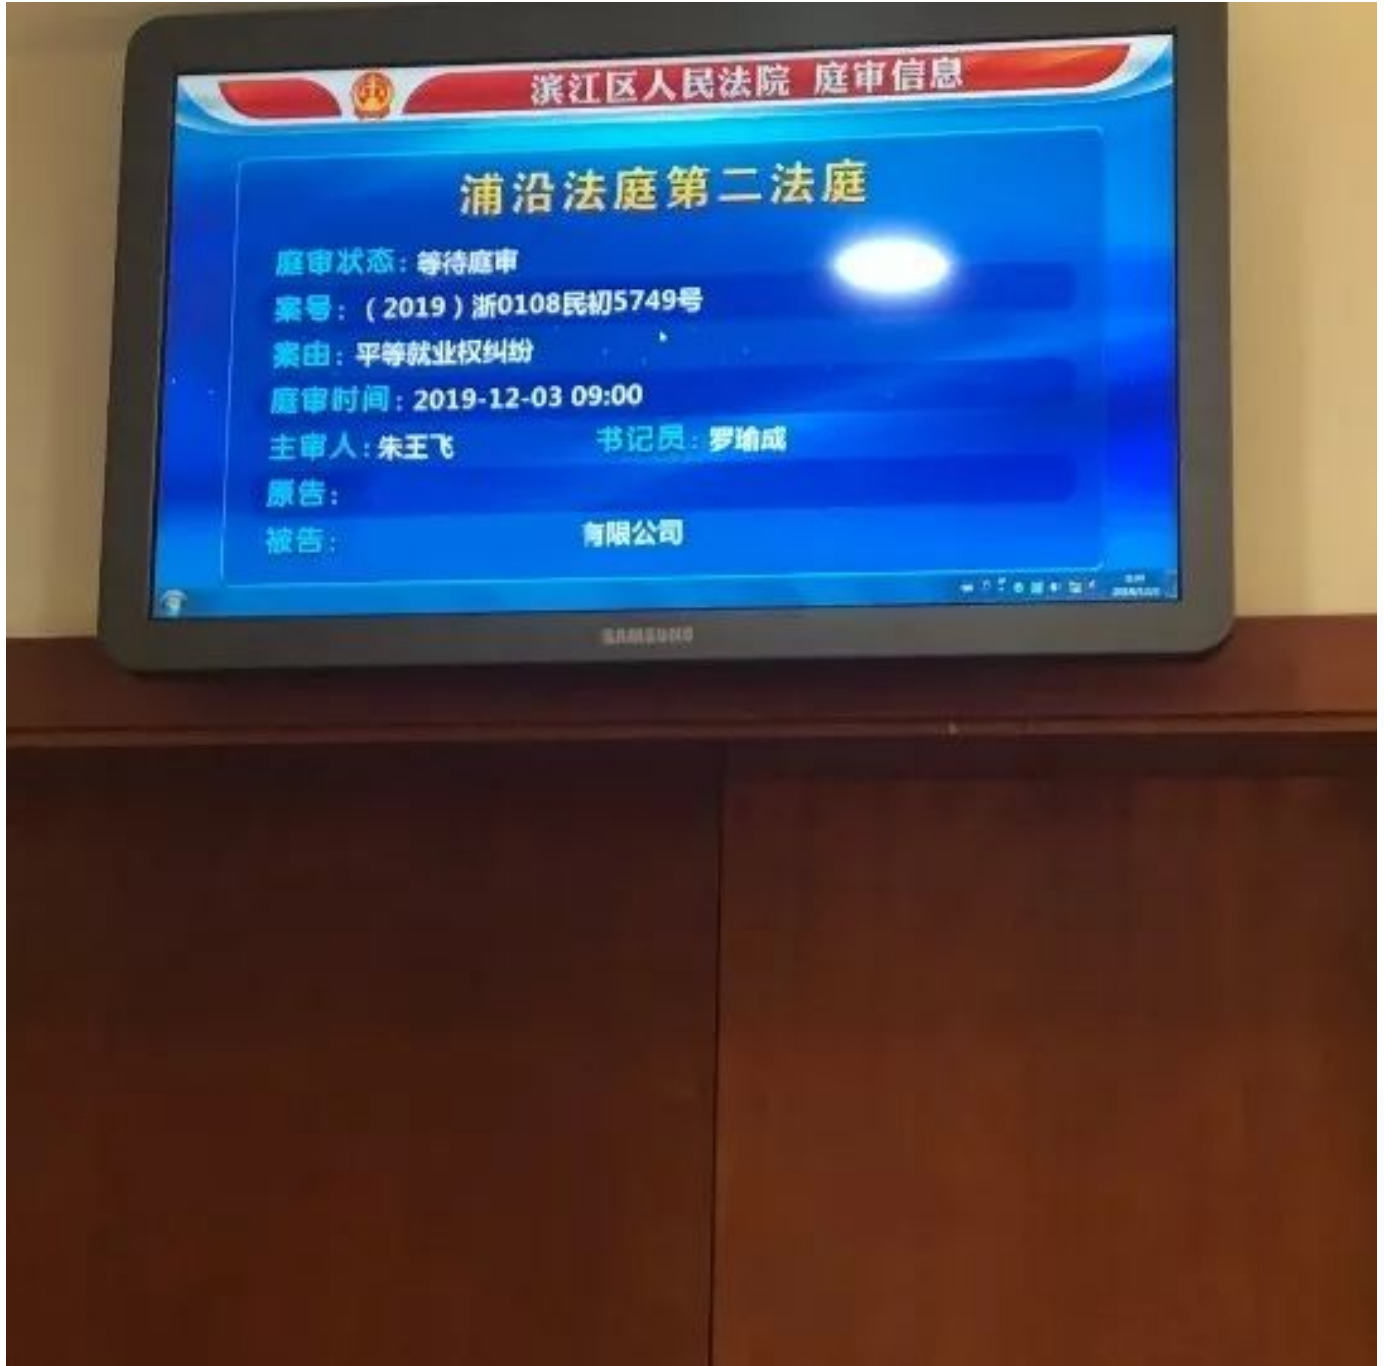 滨江区人民法院 庭审信息
浦沿法庭第二法庭
庭审状态：等待庭审
案号：（2019）浙0108民初5749号
案由：平等就业权纠纷
庭审时间：2019-12-03 09:00
主审人：朱王飞 书记员：罗瑜成
原告：
被告： 有限公司
SAMSUNG